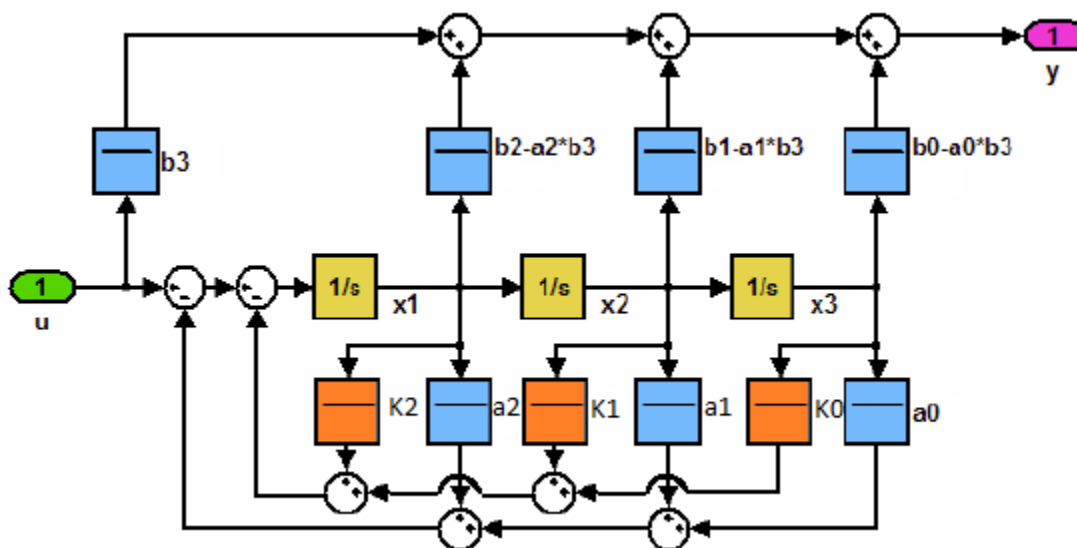 1
y
b3
b2-a2*b3
b1-a1*b3
b0-a0*b3
1
u
1/s
x1
1/s
x2
1/s
x3
K2
a2
K1
a1
K0
a0